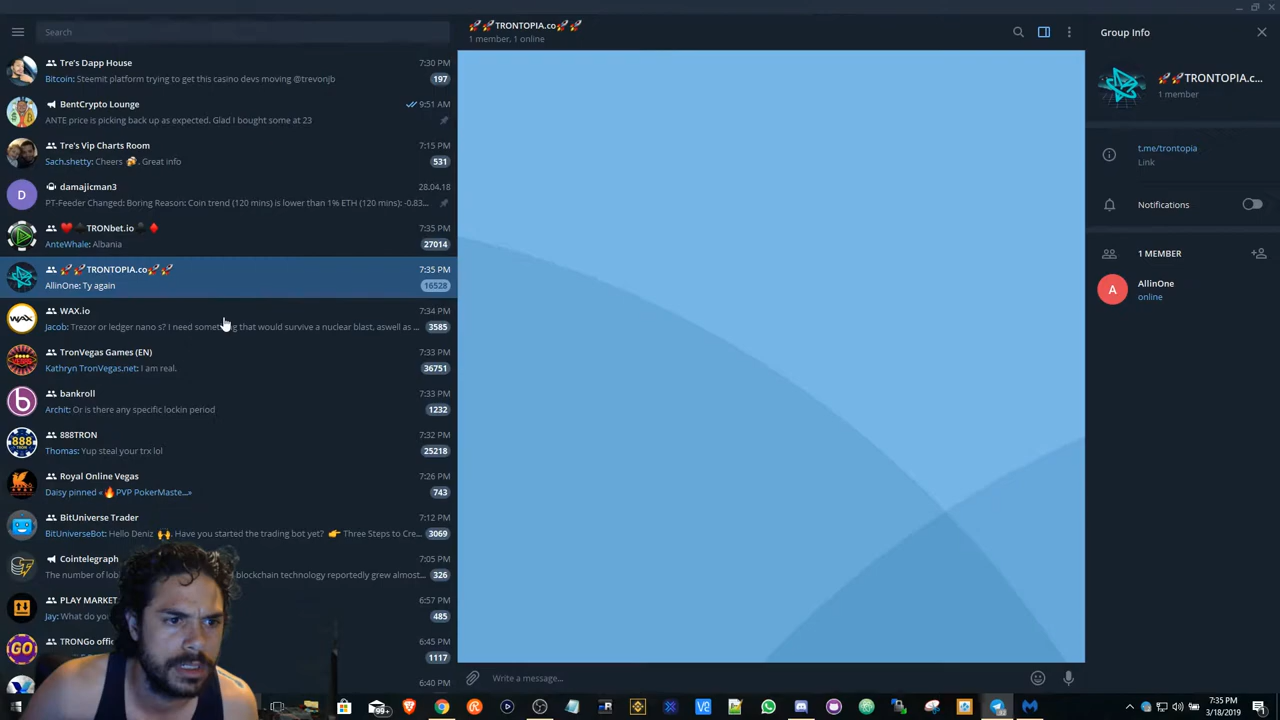 Search
Tre's Dapp House 7:30 PM
Bitcoin: Steemit platform trying to get this casino devs moving @trevonjb 197
BentCrypto Lounge 9:51 AM
ANTE price is picking back up as expected. Glad I bought some at 23
Tre's Vip Charts Room 7:15 PM
Sach.shetty: Cheers 🍻. Great info 531
D
damajicman3 28.04.18
PT-Feeder Changed: Boring Reason: Coin trend (120 mins) is lower than 1% ETH (120 mins): -0.83...
♥️♠️TRONbet.io♣️♦️ 7:35 PM
AnteWhale: Albania 27014
🚀🚀TRONTOPIA.co🚀🚀 7:35 PM
AllinOne: Ty again 16528
WAX
WAX.io 7:34 PM
Jacob: Trezor or ledger nano s? I need something that would survive a nuclear blast, aswell as ... 3585
TronVegas Games (EN) 7:33 PM
Kathryn TronVegas.net: I am real. 36751
bankroll 7:33 PM
Archit: Or is there any specific lockin period 1232
888
TRON
888TRON 7:32 PM
Thomas: Yup steal your trx lol 25218
Royal Online Vegas 7:26 PM
Daisy pinned «🔥PVP PokerMaste...» 743
BitUniverse Trader 7:12 PM
BitUniverseBot: Hello Deniz 🙌. Have you started the trading bot yet? 👉 Three Steps to Cre... 3069
Cointelegraph 7:05 PM
The number of lob blockchain technology reportedly grew almost... 326
PLAY MARKET 6:57 PM
Jay: What do yo 485
GO
TRONGo offic 6:45 PM
1117
6:40 PM
🚀🚀TRONTOPIA.co🚀🚀
1 member, 1 online
Write a message...
Group Info
🚀🚀TRONTOPIA.c...
1 member
t.me/trontopia
Link
Notifications
1 MEMBER
A
AllinOne
online
99+
7:35 PM
3/18/2019